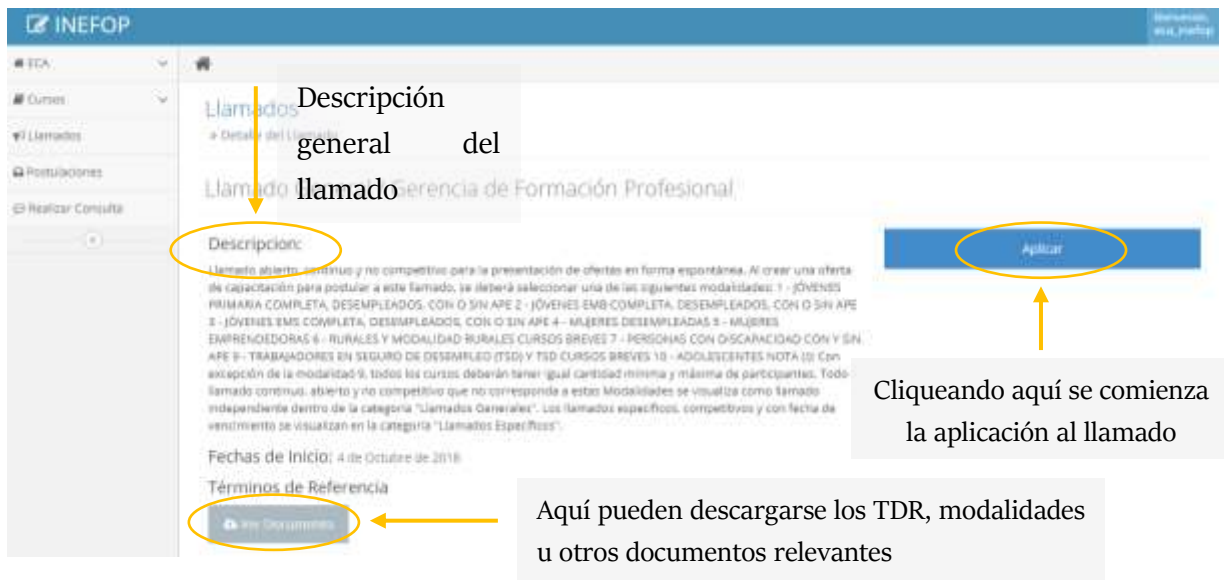 INEFOP
Bienvenido,
eca_inefop
ECA
Cursos
Llamados
Postulaciones
Realizar Consulta
Llamados
» Detalle del Llamado
Descripción
general del
llamado
Llamado General Gerencia de Formación Profesional
Descripcion:
Aplicar
Llamado abierto, continuo y no competitivo para la presentación de ofertas en forma espontánea. Al crear una oferta
de capacitación para postular a este llamado, se deberá seleccionar una de las siguientes modalidades: 1 - JÓVENES
PRIMARIA COMPLETA, DESEMPLEADOS, CON O SIN APE 2 - JÓVENES EMB COMPLETA, DESEMPLEADOS, CON O SIN APE
3 - JÓVENES EMS COMPLETA, DESEMPLEADOS, CON O SIN APE 4 - MUJERES DESEMPLEADAS 5 - MUJERES
EMPRENDEDORAS 6 - RURALES Y MODALIDAD RURALES CURSOS BREVES 7 - PERSONAS CON DISCAPACIDAD CON Y SIN
APE 9 - TRABAJADORES EN SEGURO DE DESEMPLEO (TSD) Y TSD CURSOS BREVES 10 - ADOLESCENTES NOTA Con
excepción de la modalidad 9, todos los cursos deberán tener igual cantidad mínima y máxima de participantes. Todo
llamado continuo, abierto y no competitivo que no corresponda a estas Modalidades se visualiza como llamado
independiente dentro de la categoría "Llamados Generales". Los llamados específicos, competitivos y con fecha de
vencimiento se visualizan en la categoría "Llamados Específicos".
Cliqueando aquí se comienza
la aplicación al llamado
Fechas de Inicio: 4 de Octubre de 2018
Términos de Referencia
Ver Documentos
Aquí pueden descargarse los TDR, modalidades
u otros documentos relevantes